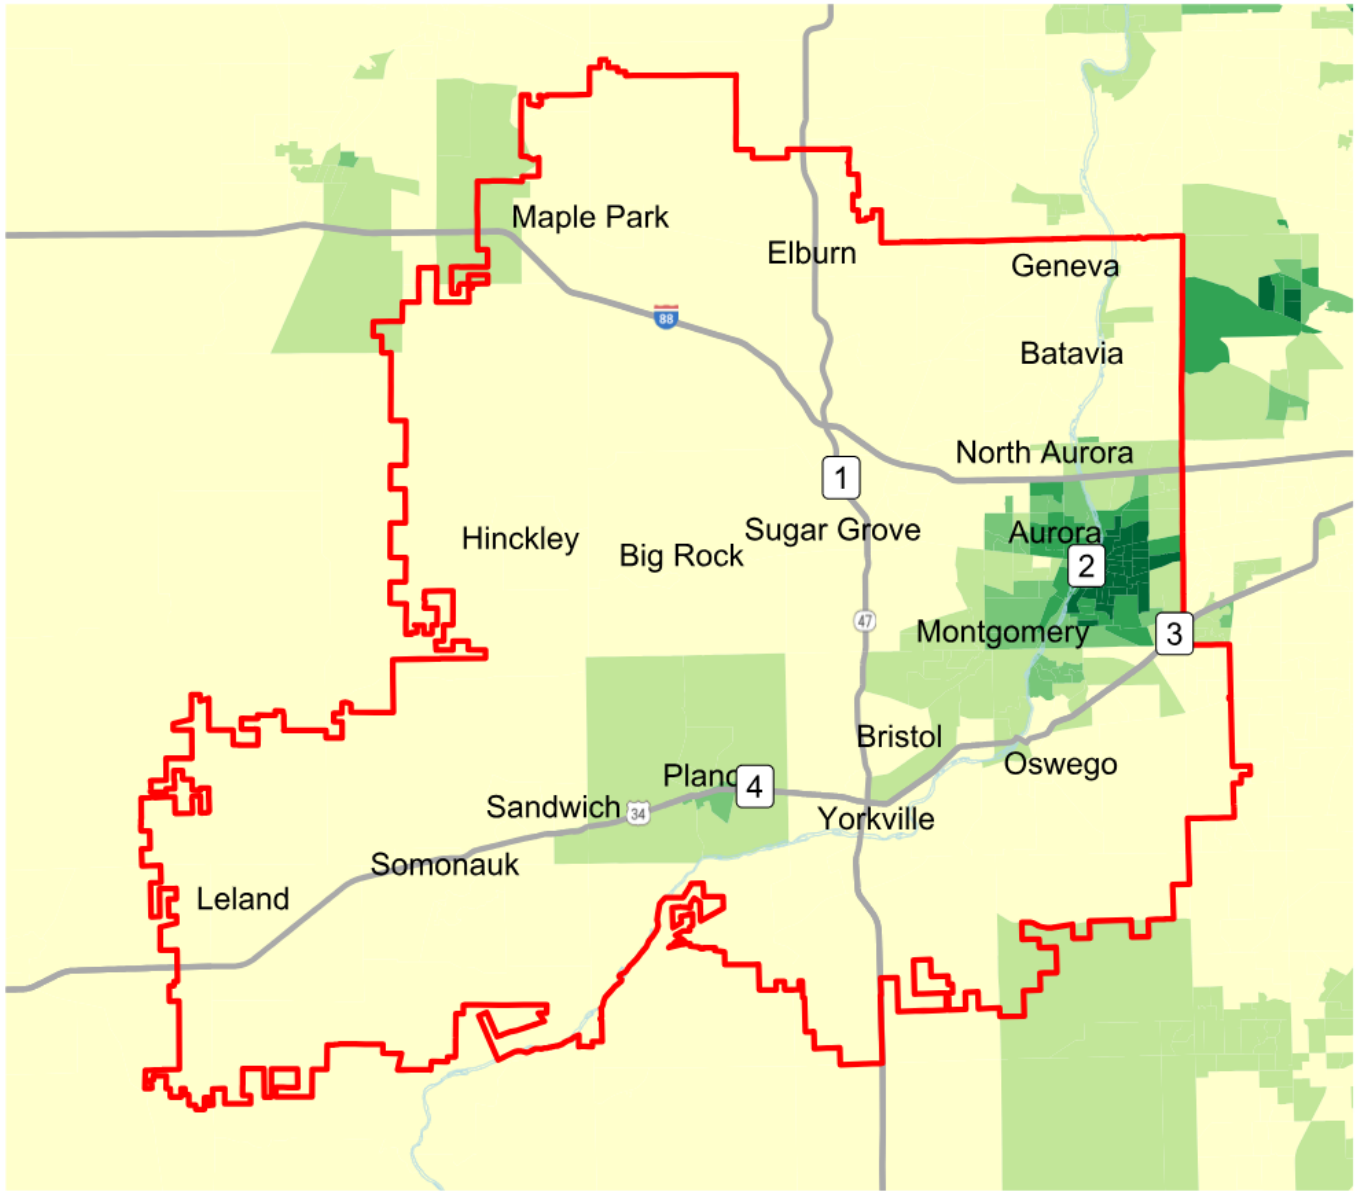 Maple Park
Elburn
Geneva
88
Batavia
North Aurora
1
Sugar Grove
Aurora
Hinckley
Big Rock
2
47
Montgomery
3
Bristol
Oswego
Plano
4
Sandwich
34
Yorkville
Somonauk
Leland